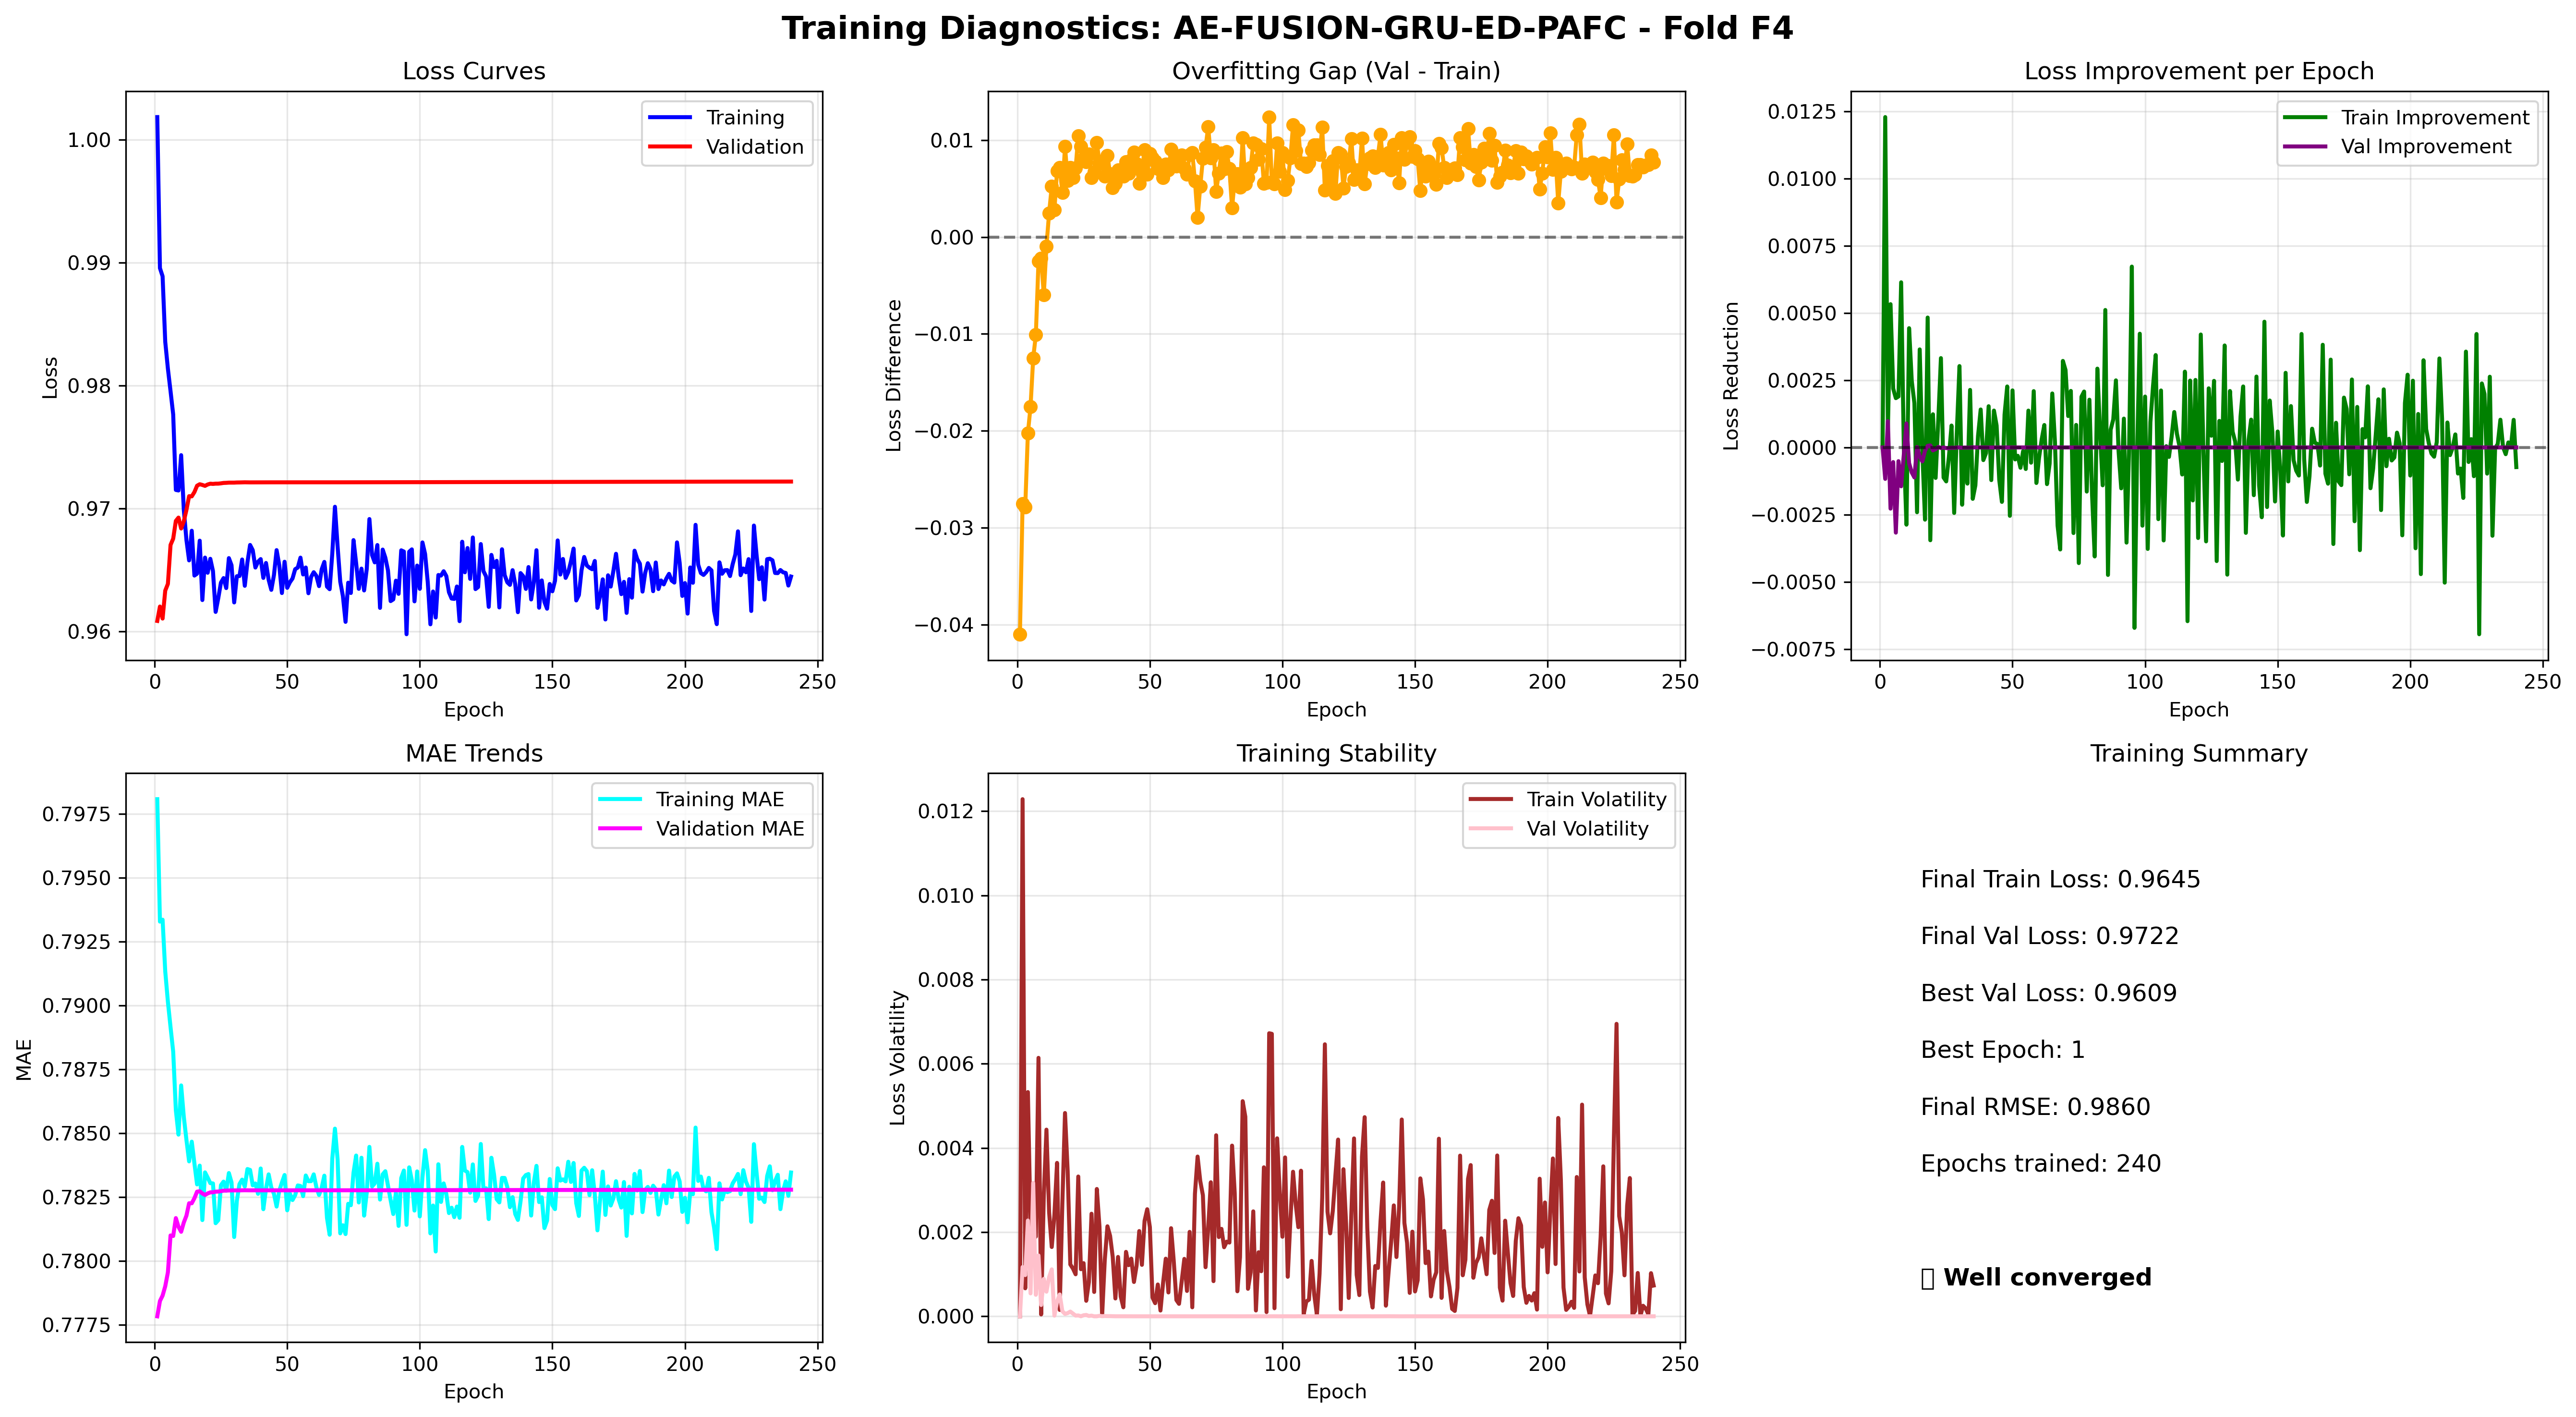 Training Diagnostics: AE-FUSION-GRU-ED-PAFC - Fold F4
Loss Curves
Training
Validation
1.00
0.99
0.98
0.97
0.96
Loss
0 50 100 150 200 250
Epoch
Overfitting Gap (Val - Train)
0.01
0.00
−0.01
−0.02
−0.03
−0.04
Loss Difference
0 50 100 150 200 250
Epoch
Loss Improvement per Epoch
Train Improvement
Val Improvement
0.0125
0.0100
0.0075
0.0050
0.0025
0.0000
−0.0025
−0.0050
−0.0075
Loss Reduction
0 50 100 150 200 250
Epoch
MAE Trends
Training MAE
Validation MAE
0.7975
0.7950
0.7925
0.7900
0.7875
0.7850
0.7825
0.7800
0.7775
MAE
0 50 100 150 200 250
Epoch
Training Stability
Train Volatility
Val Volatility
0.012
0.010
0.008
0.006
0.004
0.002
0.000
Loss Volatility
0 50 100 150 200 250
Epoch
Training Summary
Final Train Loss: 0.9645
Final Val Loss: 0.9722
Best Val Loss: 0.9609
Best Epoch: 1
Final RMSE: 0.9860
Epochs trained: 240
Well converged